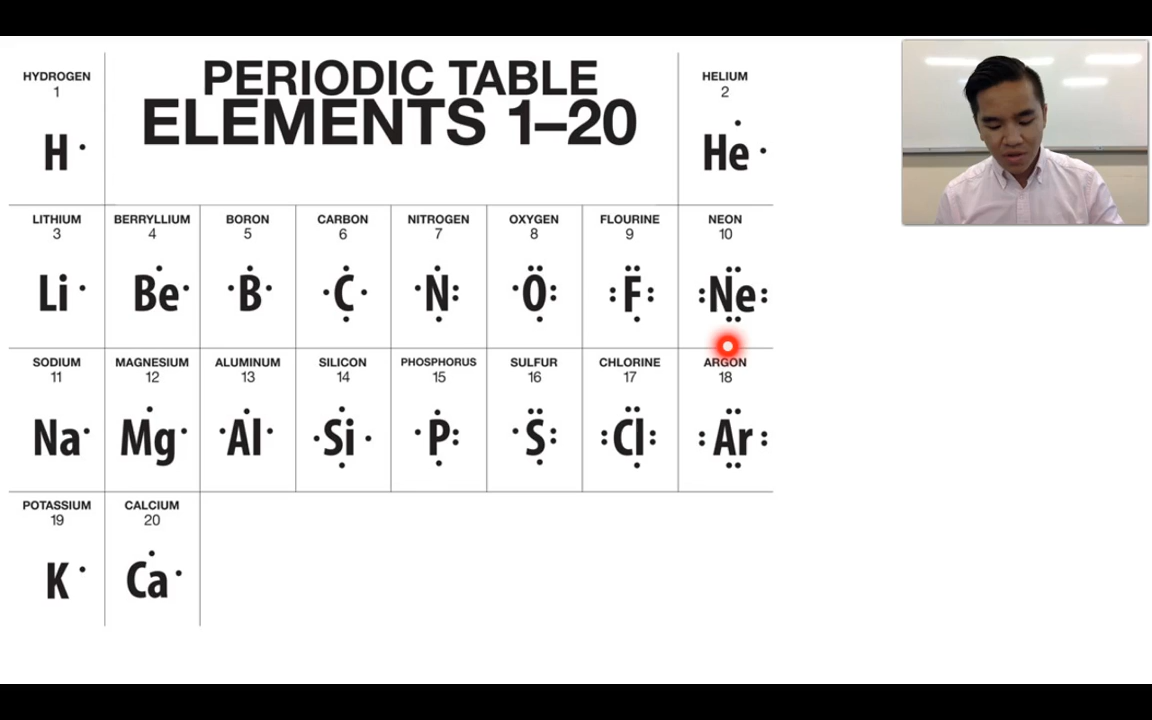 PERIODIC TABLE
ELEMENTS 1–20
HYDROGEN
1
H
HELIUM
2
He
LITHIUM
3
Li
BERRYLLIUM
4
Be
BORON
5
B
CARBON
6
C
NITROGEN
7
N
OXYGEN
8
O
FLOURINE
9
F
NEON
10
Ne
SODIUM
11
Na
MAGNESIUM
12
Mg
ALUMINUM
13
Al
SILICON
14
Si
PHOSPHORUS
15
P
SULFUR
16
S
CHLORINE
17
Cl
ARGON
18
Ar
POTASSIUM
19
K
CALCIUM
20
Ca